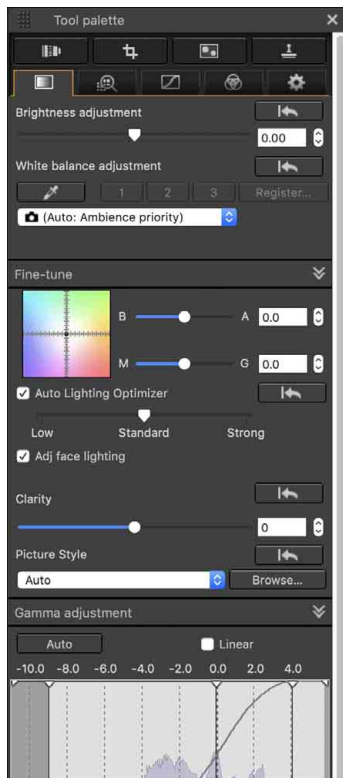 Tool palette
Brightness adjustment
0.00
White balance adjustment
1 2 3 Register...
(Auto: Ambience priority)
Fine-tune
B A 0.0
M G 0.0
Auto Lighting Optimizer
Low Standard Strong
Adj face lighting
Clarity
0
Picture Style
Auto Browse...
Gamma adjustment
Auto Linear
-10.0 -8.0 -6.0 -4.0 -2.0 0.0 2.0 4.0